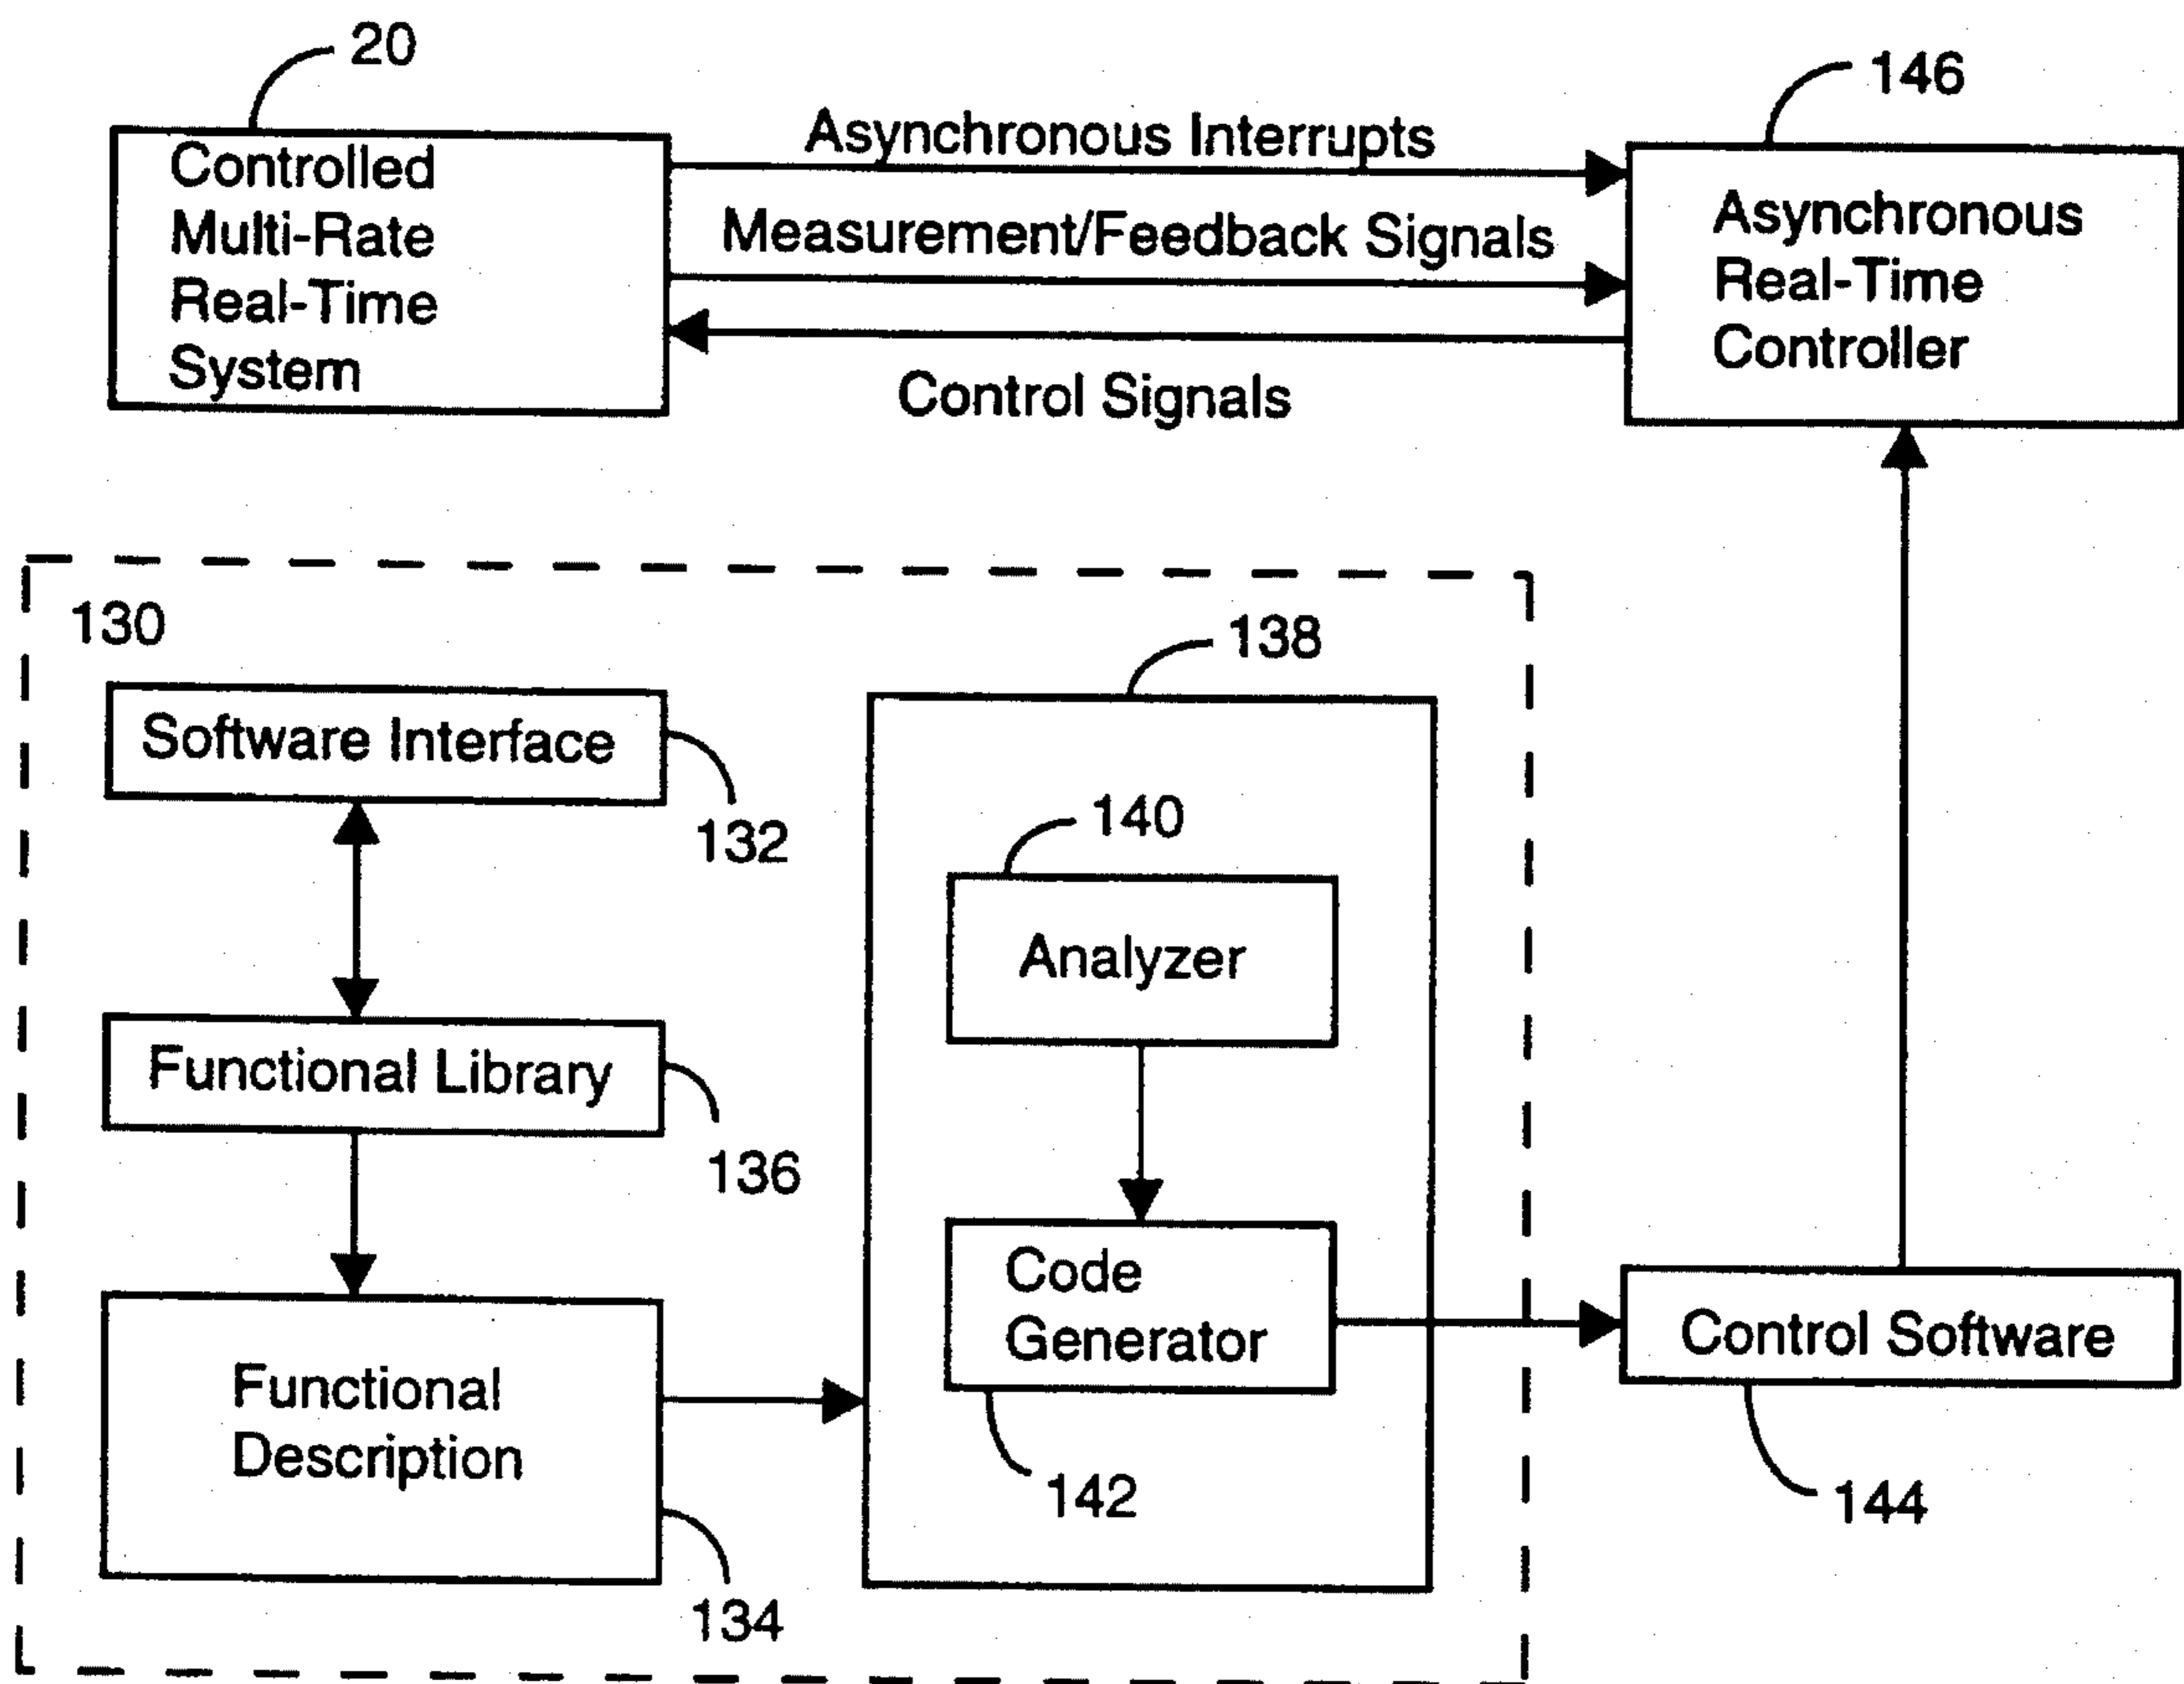 20
146
Controlled
Multi-Rate
Real-Time
System
Asynchronous Interrupts
Measurement/Feedback Signals
Control Signals
Asynchronous
Real-Time
Controller
130
138
Software Interface
132
140
Analyzer
Functional Library
136
Code
Generator
142
Control Software
144
Functional
Description
134